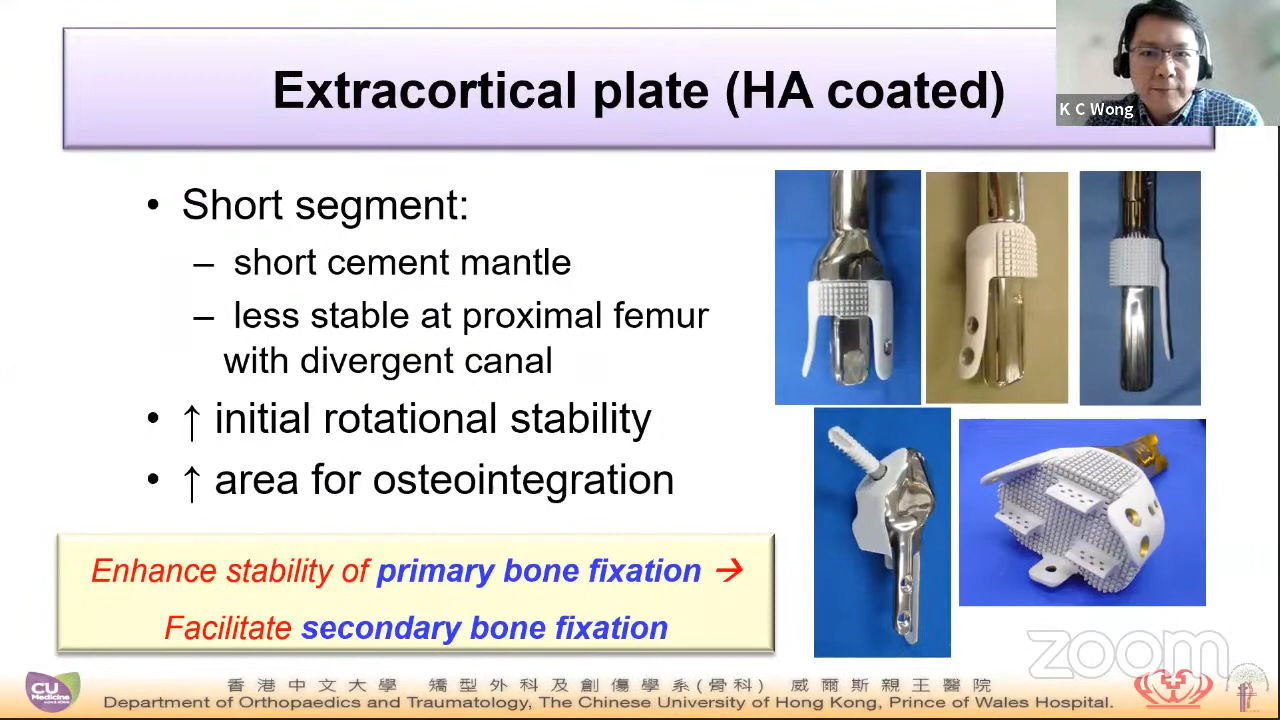 Extracortical plate (HA coated)
K C Wong
• Short segment:
– short cement mantle
– less stable at proximal femur
with divergent canal
• ↑ initial rotational stability
• ↑ area for osteointegration
Enhance stability of primary bone fixation →
Facilitate secondary bone fixation
zoom
CU
Medicine
HONG KONG
香港中文大學 矯型外科及創傷學系(骨科) 威爾斯親王醫院
Department of Orthopaedics and Traumatology, The Chinese University of Hong Kong, Prince of Wales Hospital.